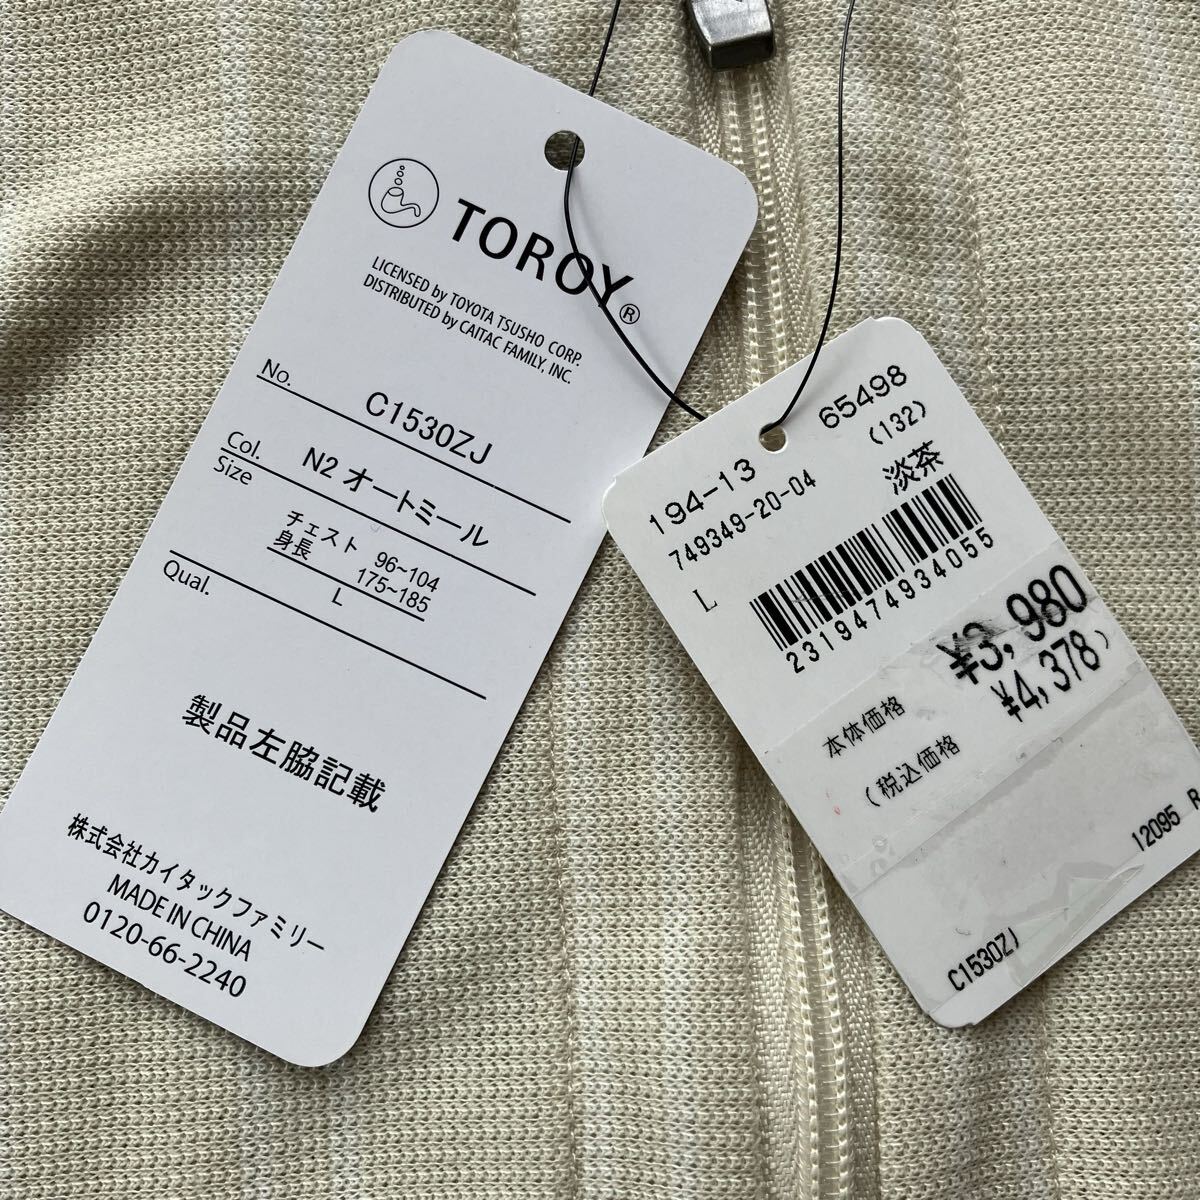 TOROY®
LICENSED by TOYOTA TSUSHO CORP.
DISTRIBUTED by CAITAC FAMILY, INC.
No. C1530ZJ
Col. N2 オートミール
Size
チェスト 96~104
身長 175~185
L
Qual.
製品左脇記載
株式会社カイタックファミリー
MADE IN CHINA
0120-66-2240
65498
(132)
194-13
749349-20-04 淡茶
L
2319474934055
本体価格 ¥3,980
(税込価格 ¥4,378)
C1530ZJ 12095 R